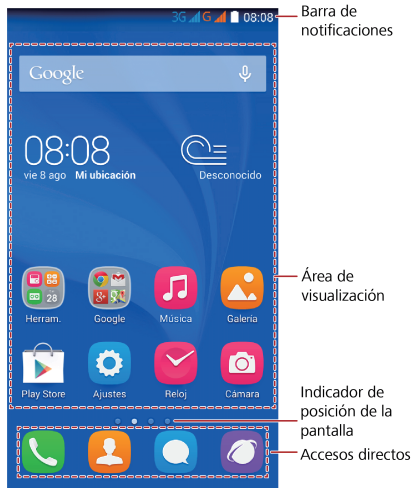 3G G 08:08
Barra de
notificaciones
Google
08:08
vie 8 ago Mi ubicación
Desconocido
28
Herram.
Google
Música
Galería
Área de
visualización
Play Store
Ajustes
Reloj
Cámara
Indicador de
posición de la
pantalla
Accesos directos